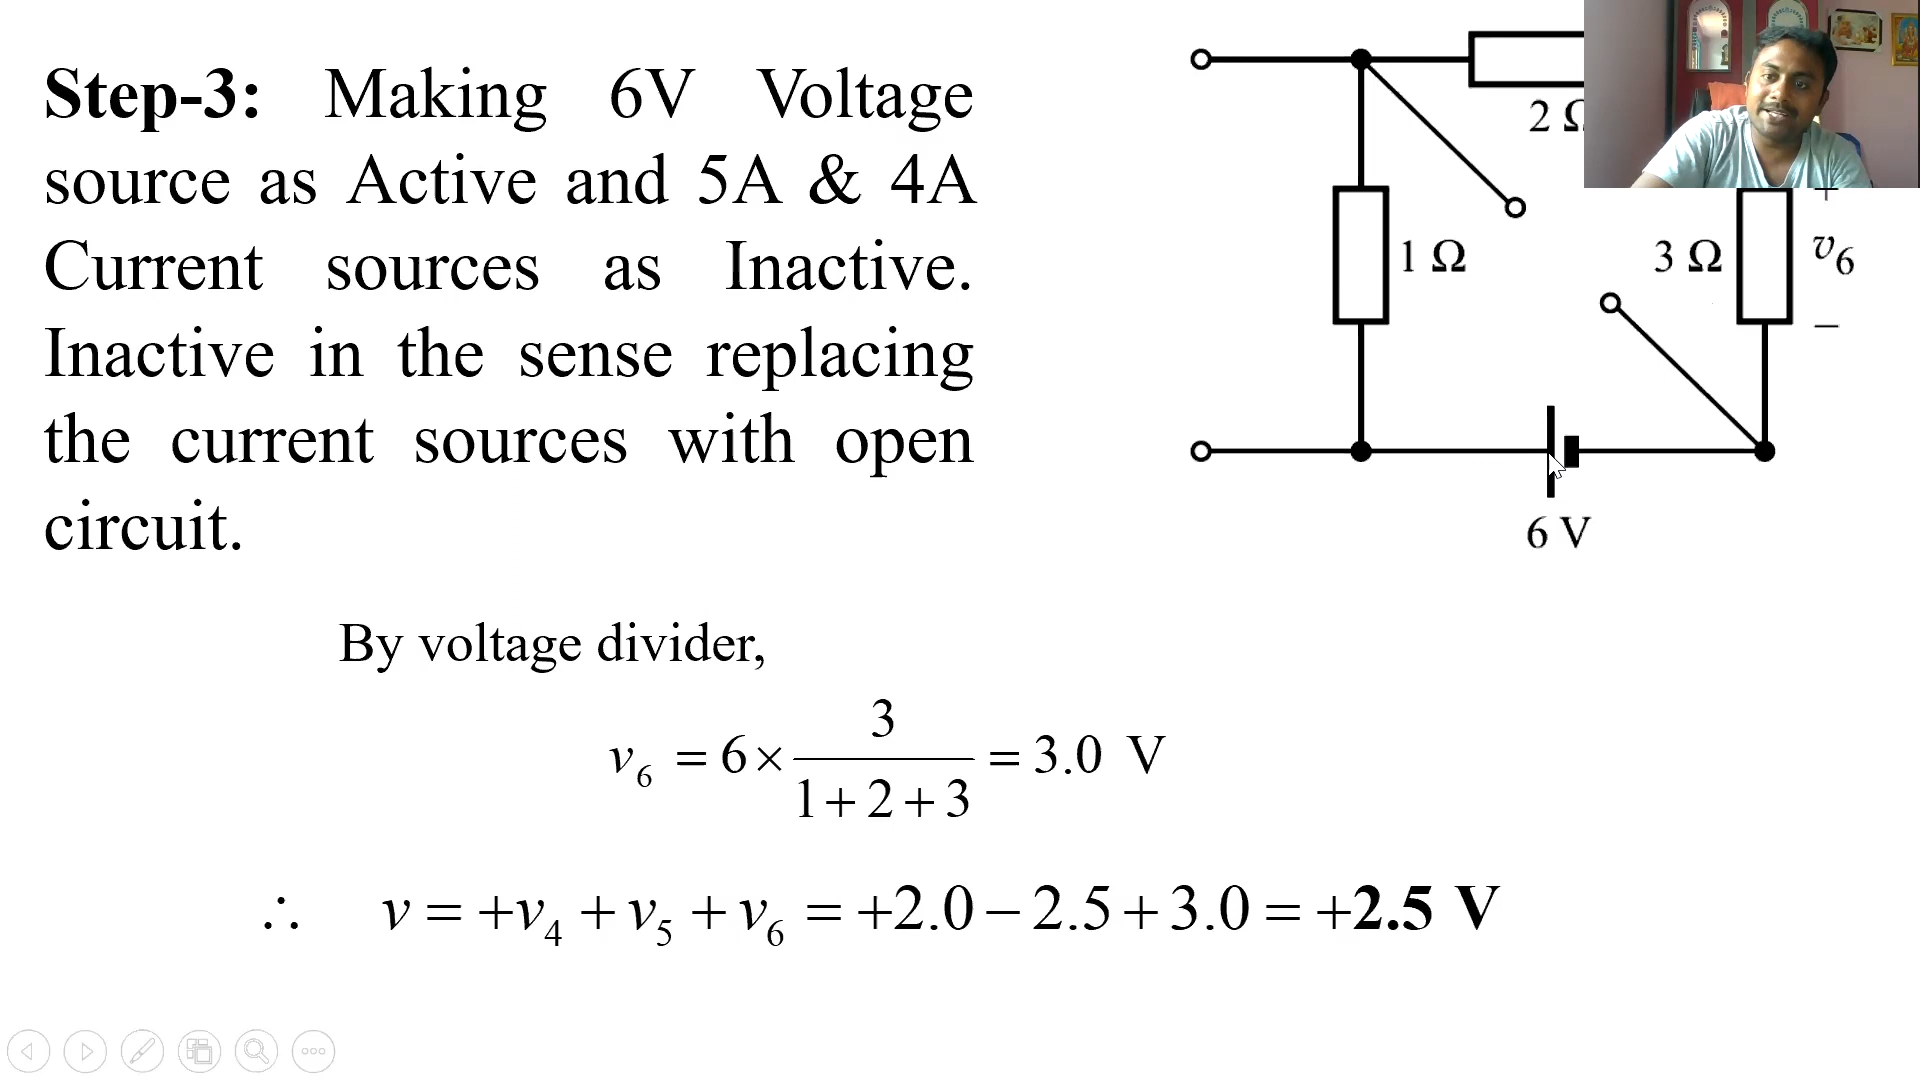 Step-3: Making 6V Voltage
source as Active and 5A & 4A
Current sources as Inactive.
Inactive in the sense replacing
the current sources with open
circuit.
2 Ω
1 Ω
3 Ω
+
v6
−
6 V
By voltage divider,
v6 = 6 × 3/(1+2+3) = 3.0 V
∴ v = +v4 + v5 + v6 = +2.0 − 2.5 + 3.0 = +2.5 V